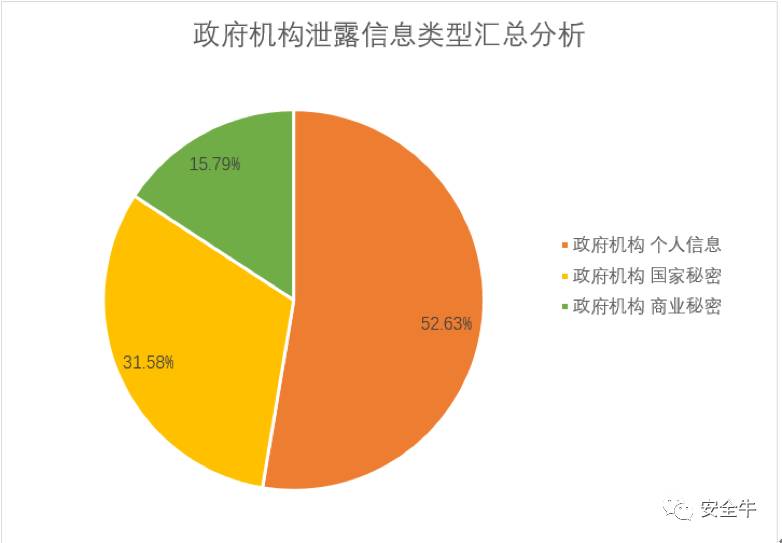 政府机构泄露信息类型汇总分析
15.79%
52.63%
31.58%
政府机构 个人信息
政府机构 国家秘密
政府机构 商业秘密
安全牛